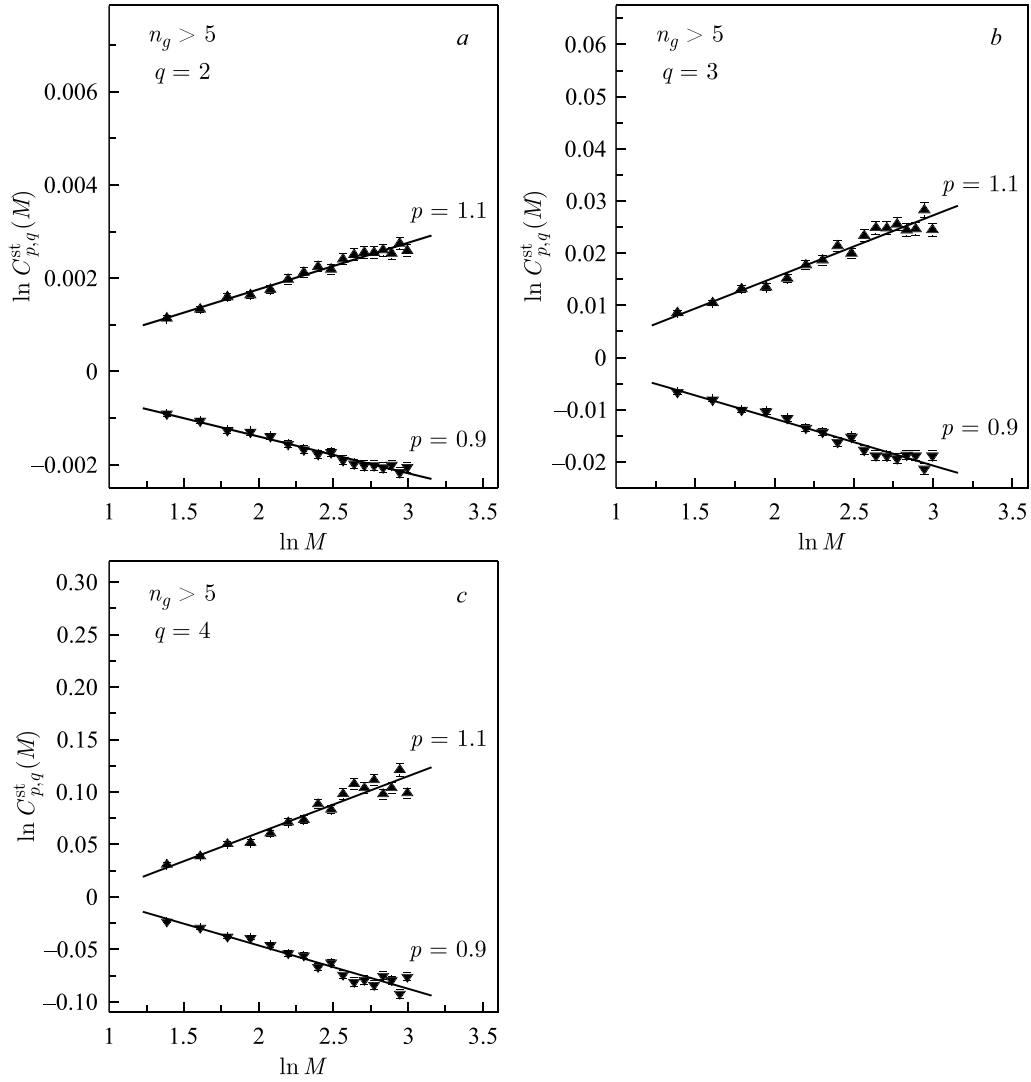 n_g > 5
a
q = 2
0.006
0.004
0.002
0
−0.002
ln C^st_p,q(M)
p = 1.1
p = 0.9
1 1.5 2 2.5 3 3.5
ln M
n_g > 5
b
q = 3
0.06
0.05
0.04
0.03
0.02
0.01
0
−0.01
−0.02
ln C^st_p,q(M)
p = 1.1
p = 0.9
1 1.5 2 2.5 3 3.5
ln M
n_g > 5
c
q = 4
0.30
0.25
0.20
0.15
0.10
0.05
0
−0.05
−0.10
ln C^st_p,q(M)
p = 1.1
p = 0.9
1 1.5 2 2.5 3 3.5
ln M